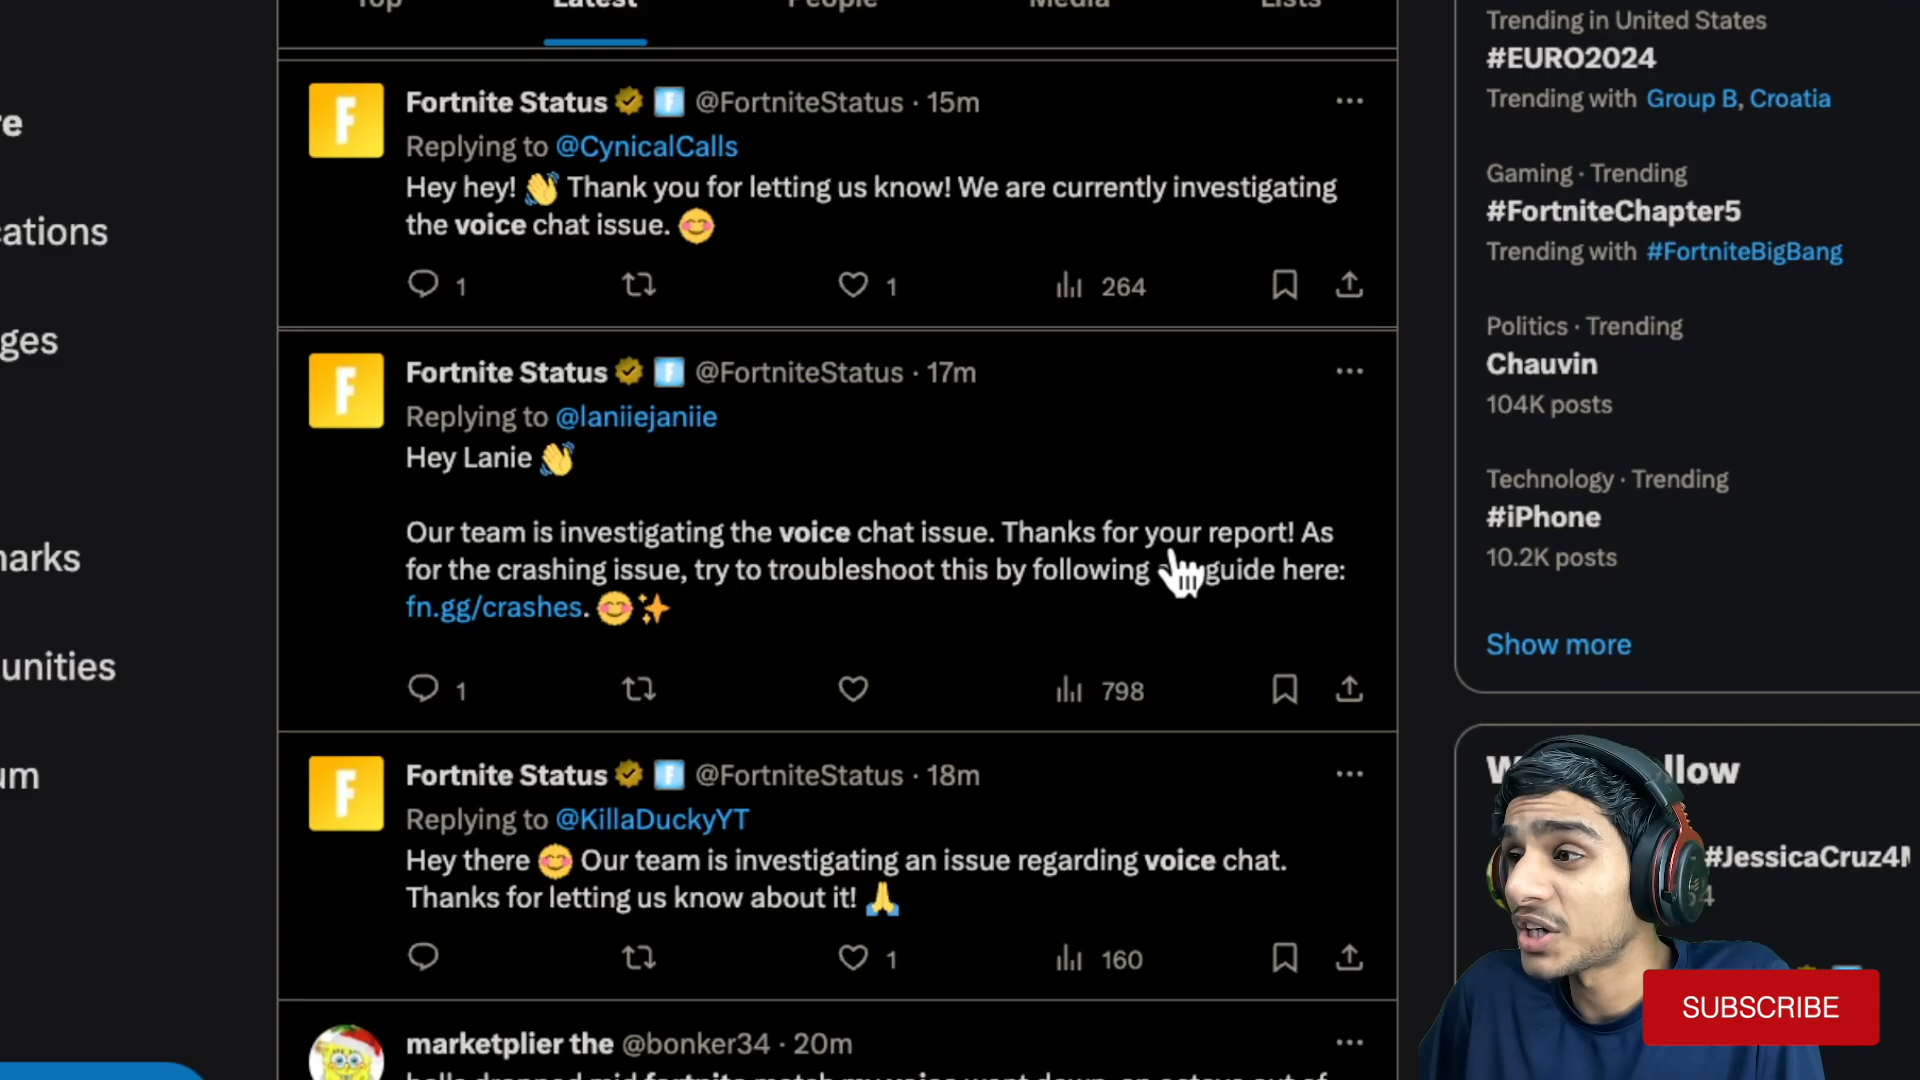 Top Latest People Media Lists
Fortnite Status @FortniteStatus · 15m
Replying to @CynicalCalls
Hey hey! 👋 Thank you for letting us know! We are currently investigating
the voice chat issue. 😊
1 1 264
Fortnite Status @FortniteStatus · 17m
Replying to @laniiejaniie
Hey Lanie 👋
Our team is investigating the voice chat issue. Thanks for your report! As
for the crashing issue, try to troubleshoot this by following guide here:
fn.gg/crashes. 😊✨
1 798
Fortnite Status @FortniteStatus · 18m
Replying to @KillaDuckyYT
Hey there 😊 Our team is investigating an issue regarding voice chat.
Thanks for letting us know about it! 🙏
1 160
marketplier the @bonker34 · 20m
Trending in United States
#EURO2024
Trending with Group B, Croatia
Gaming · Trending
#FortniteChapter5
Trending with #FortniteBigBang
Politics · Trending
Chauvin
104K posts
Technology · Trending
#iPhone
10.2K posts
Show more
#JessicaCruz4
SUBSCRIBE